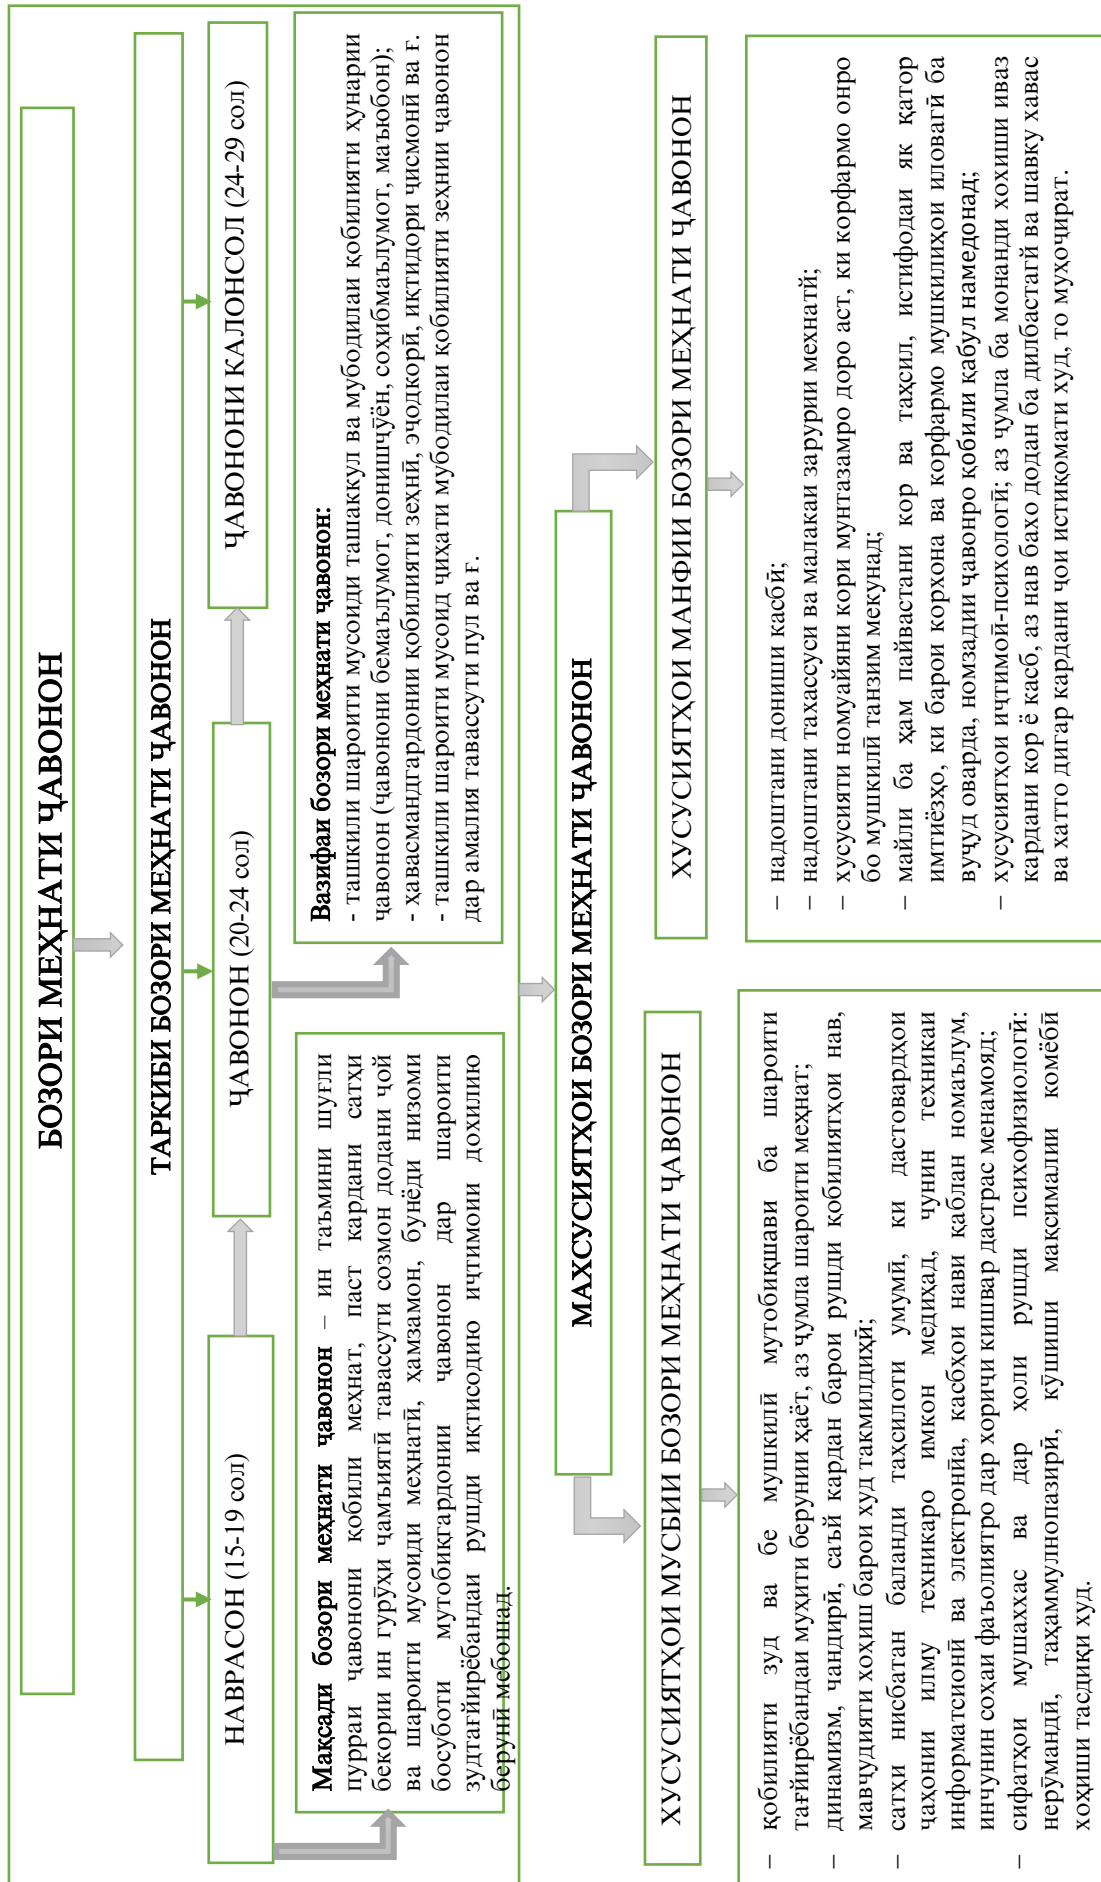 БОЗОРИ МЕҲНАТИ ҶАВОНОН
ТАРКИБИ БОЗОРИ МЕҲНАТИ ҶАВОНОН
НАВРАСОН (15-19 сол)
ҶАВОНОН (20-24 сол)
ҶАВОНОНИ КАЛОНСОЛ (24-29 сол)
Мақсади бозори меҳнати ҷавонон – ин таъмини шуғли
пурраи ҷавонони қобили меҳнат, паст кардани сатҳи
бекории ин гурӯҳи ҷамъиятӣ тавассути созмон додани ҷой
ва шароити мусоиди меҳнатӣ, ҳамзамон, бунёди низоми
босуботи мутобиқгардонии ҷавонон дар шароити
зудтағйирёбандаи рушди иқтисодию иҷтимоии дохилию
берунӣ мебошад.
Вазифаи бозори меҳнати ҷавонон:
- ташкили шароити мусоиди ташаккул ва мубодилаи қобилияти ҳунарии
ҷавонон (ҷавонони бемаълумот, донишҷӯён, соҳибмаълумот, маъюбон);
- ҳавасмандгардонии қобилияти зеҳнӣ, эҷодкорӣ, иқтидори ҷисмонӣ ва ғ.
- ташкили шароити мусоид ҷиҳати мубодилаи қобилияти зеҳнии ҷавонон
дар амалия тавассути пул ва ғ.
МАХСУСИЯТҲОИ БОЗОРИ МЕҲНАТИ ҶАВОНОН
ХУСУСИЯТҲОИ МУСБИИ БОЗОРИ МЕҲНАТИ ҶАВОНОН
ХУСУСИЯТҲОИ МАНФИИ БОЗОРИ МЕҲНАТИ ҶАВОНОН
– қобилияти зуд ва бе мушкилӣ мутобиқшави ба шароити
тағйирёбандаи муҳити берунии ҳаёт, аз ҷумла шароити меҳнат;
– динамизм, чандирӣ, саъй кардан барои рушди қобилиятҳои нав,
мавҷудияти хоҳиш барои худ такмилдиҳӣ;
– сатҳи нисбатан баланди таҳсилоти умумӣ, ки дастовардҳои
ҷаҳонии илму техникаро имкон медиҳад, чунин техникаи
информатсионӣ ва электронӣа, касбҳои нави қаблан номаълум,
инчунин соҳаи фаъолиятро дар хориҷи кишвар дастрас менамояд;
– сифатҳои мушаххас ва дар ҳоли рушди психофизиологӣ:
нерӯмандӣ, таҳаммулнопазирӣ, кӯшиши максималии комёбӣ
хоҳиши тасдиқи худ.
– надоштани дониши касбӣ;
– надоштани тахассуси ва малакаи зарурии меҳнатӣ;
– хусусияти номуайяни кори мунтазамро доро аст, ки корфармо онро
бо мушкилӣ танзим мекунад;
– майли ба ҳам пайвастани кор ва таҳсил, истифодаи як қатор
имтиёзҳо, ки барои корхона ва корфармо мушкилиҳои иловагӣ ба
вуҷуд оварда, номзадии ҷавонро қобили қабул намедонад;
– хусусиятҳои иҷтимоӣ-психологӣ; аз ҷумла ба монанди хоҳиши иваз
кардани кор ё касб, аз нав баҳо додан ба дилбастагӣ ва шавку ҳавас
ва ҳатто дигар кардани ҷои истиқомати худ, то муҳоҷират.